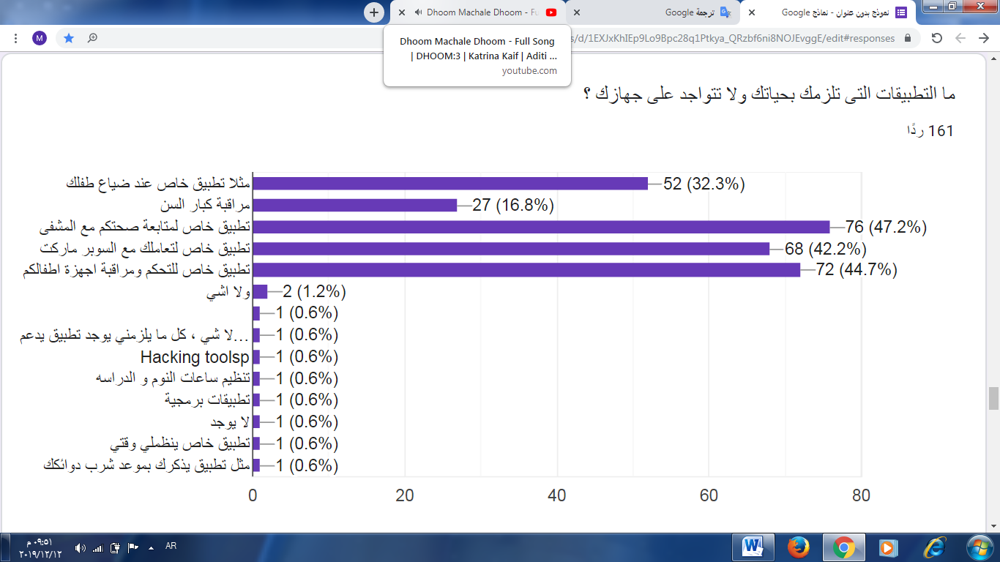 نموذج بدون عنوان - نماذج Google
ترجمة Google
Dhoom Machale Dhoom - Fu
M
s/d/1EXJxKhIEp9Lo9Bpc28q1Ptkya_QRzbf6ni8NOJEvggE/edit#responses
Dhoom Machale Dhoom - Full Song
| DHOOM:3 | Katrina Kaif | Aditi ...
youtube.com
ما التطبيقات التى تلزمك بحياتك ولا تتواجد على جهازك ؟
161 ردًا
مثلا تطبيق خاص عند ضياع طفلك 52 (32.3%)
مراقبة كبار السن 27 (16.8%)
تطبيق خاص لمتابعة صحتكم مع المشفى 76 (47.2%)
تطبيق خاص لتعاملك مع السوبر ماركت 68 (42.2%)
تطبيق خاص للتحكم ومراقبة اجهزة اطفالكم 72 (44.7%)
ولا اشي 2 (1.2%)
1 (0.6%)
لا شي ، كل ما يلزمني يوجد تطبيق يدعم... 1 (0.6%)
Hacking toolsp 1 (0.6%)
تنظيم ساعات النوم و الدراسه 1 (0.6%)
تطبيقات برمجية 1 (0.6%)
لا يوجد 1 (0.6%)
تطبيق خاص ينظملي وقتي 1 (0.6%)
مثل تطبيق يذكرك بموعد شرب دوائكك 1 (0.6%)
0 20 40 60 80
AR
٠٩:٥١ م
٢٠١٩/١٢/١٢